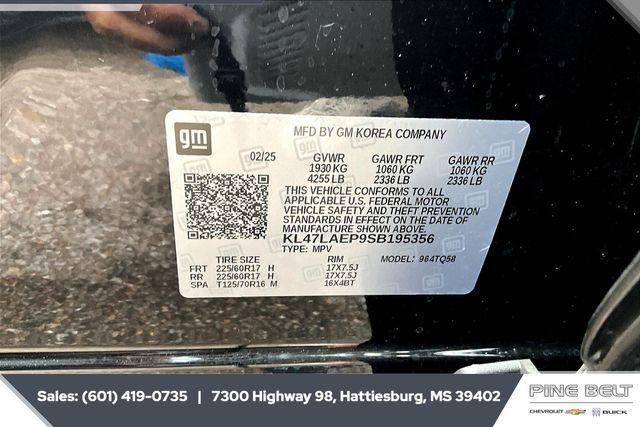 gm
MFD BY GM KOREA COMPANY
02/25 GVWR GAWR FRT GAWR RR
1930 KG 1060 KG 1060 KG
4255 LB 2336 LB 2336 LB
THIS VEHICLE CONFORMS TO ALL
APPLICABLE U.S. FEDERAL MOTOR
VEHICLE SAFETY AND THEFT PREVENTION
STANDARDS IN EFFECT ON THE DATE OF
MANUFACTURE SHOWN ABOVE.
KL47LAEP9SB195356
TYPE: MPV
TIRE SIZE RIM MODEL: 964TQ58
FRT 225/60R17 H 17X7.5J
RR 225/60R17 H 17X7.5J
SPA T125/70R16 M 16X4BT
Sales: (601) 419-0735 | 7300 Highway 98, Hattiesburg, MS 39402
PINE BELT
CHEVROLET BUICK